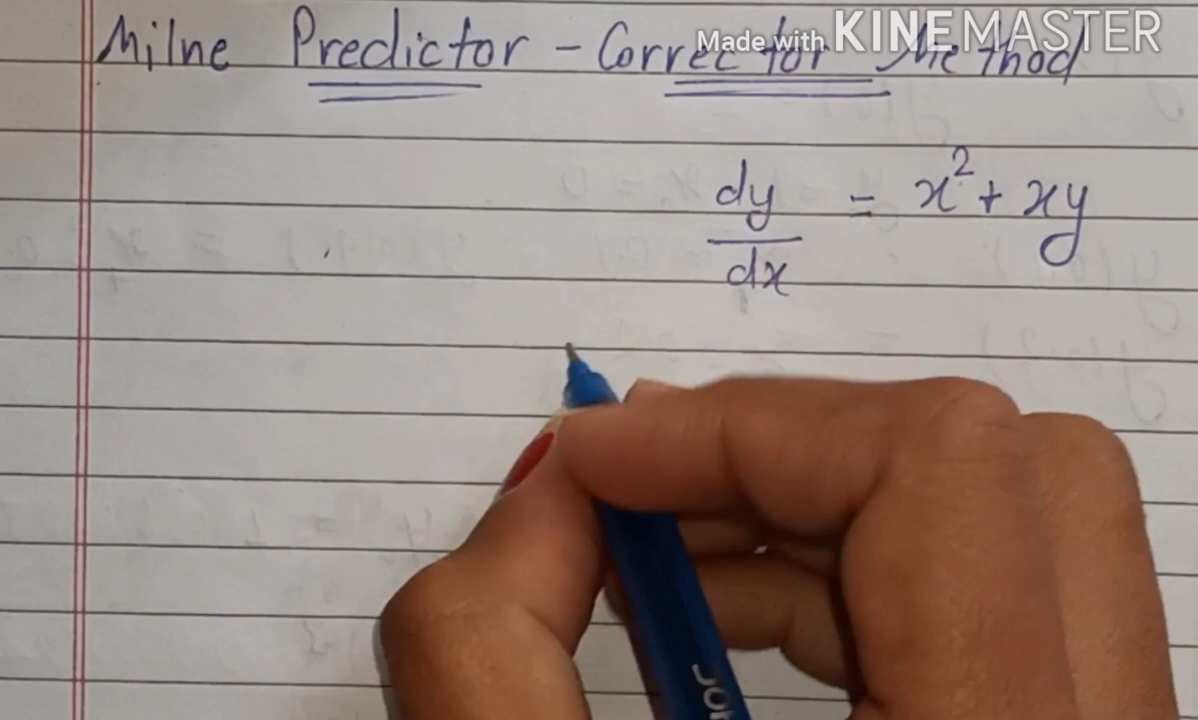 Milne Predictor - Corrector Method
Made with KINEMASTER
dy/dx = x² + xy